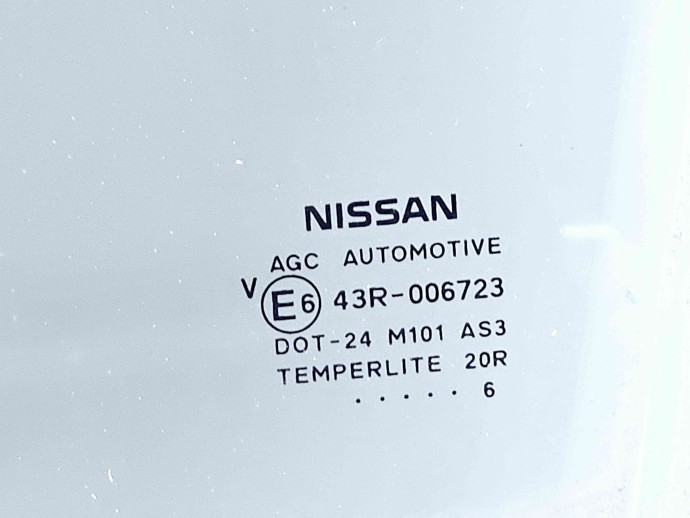 NISSAN
AGC AUTOMOTIVE
V E6 43R-006723
DOT-24 M101 AS3
TEMPERLITE 20R
. . . . . 6